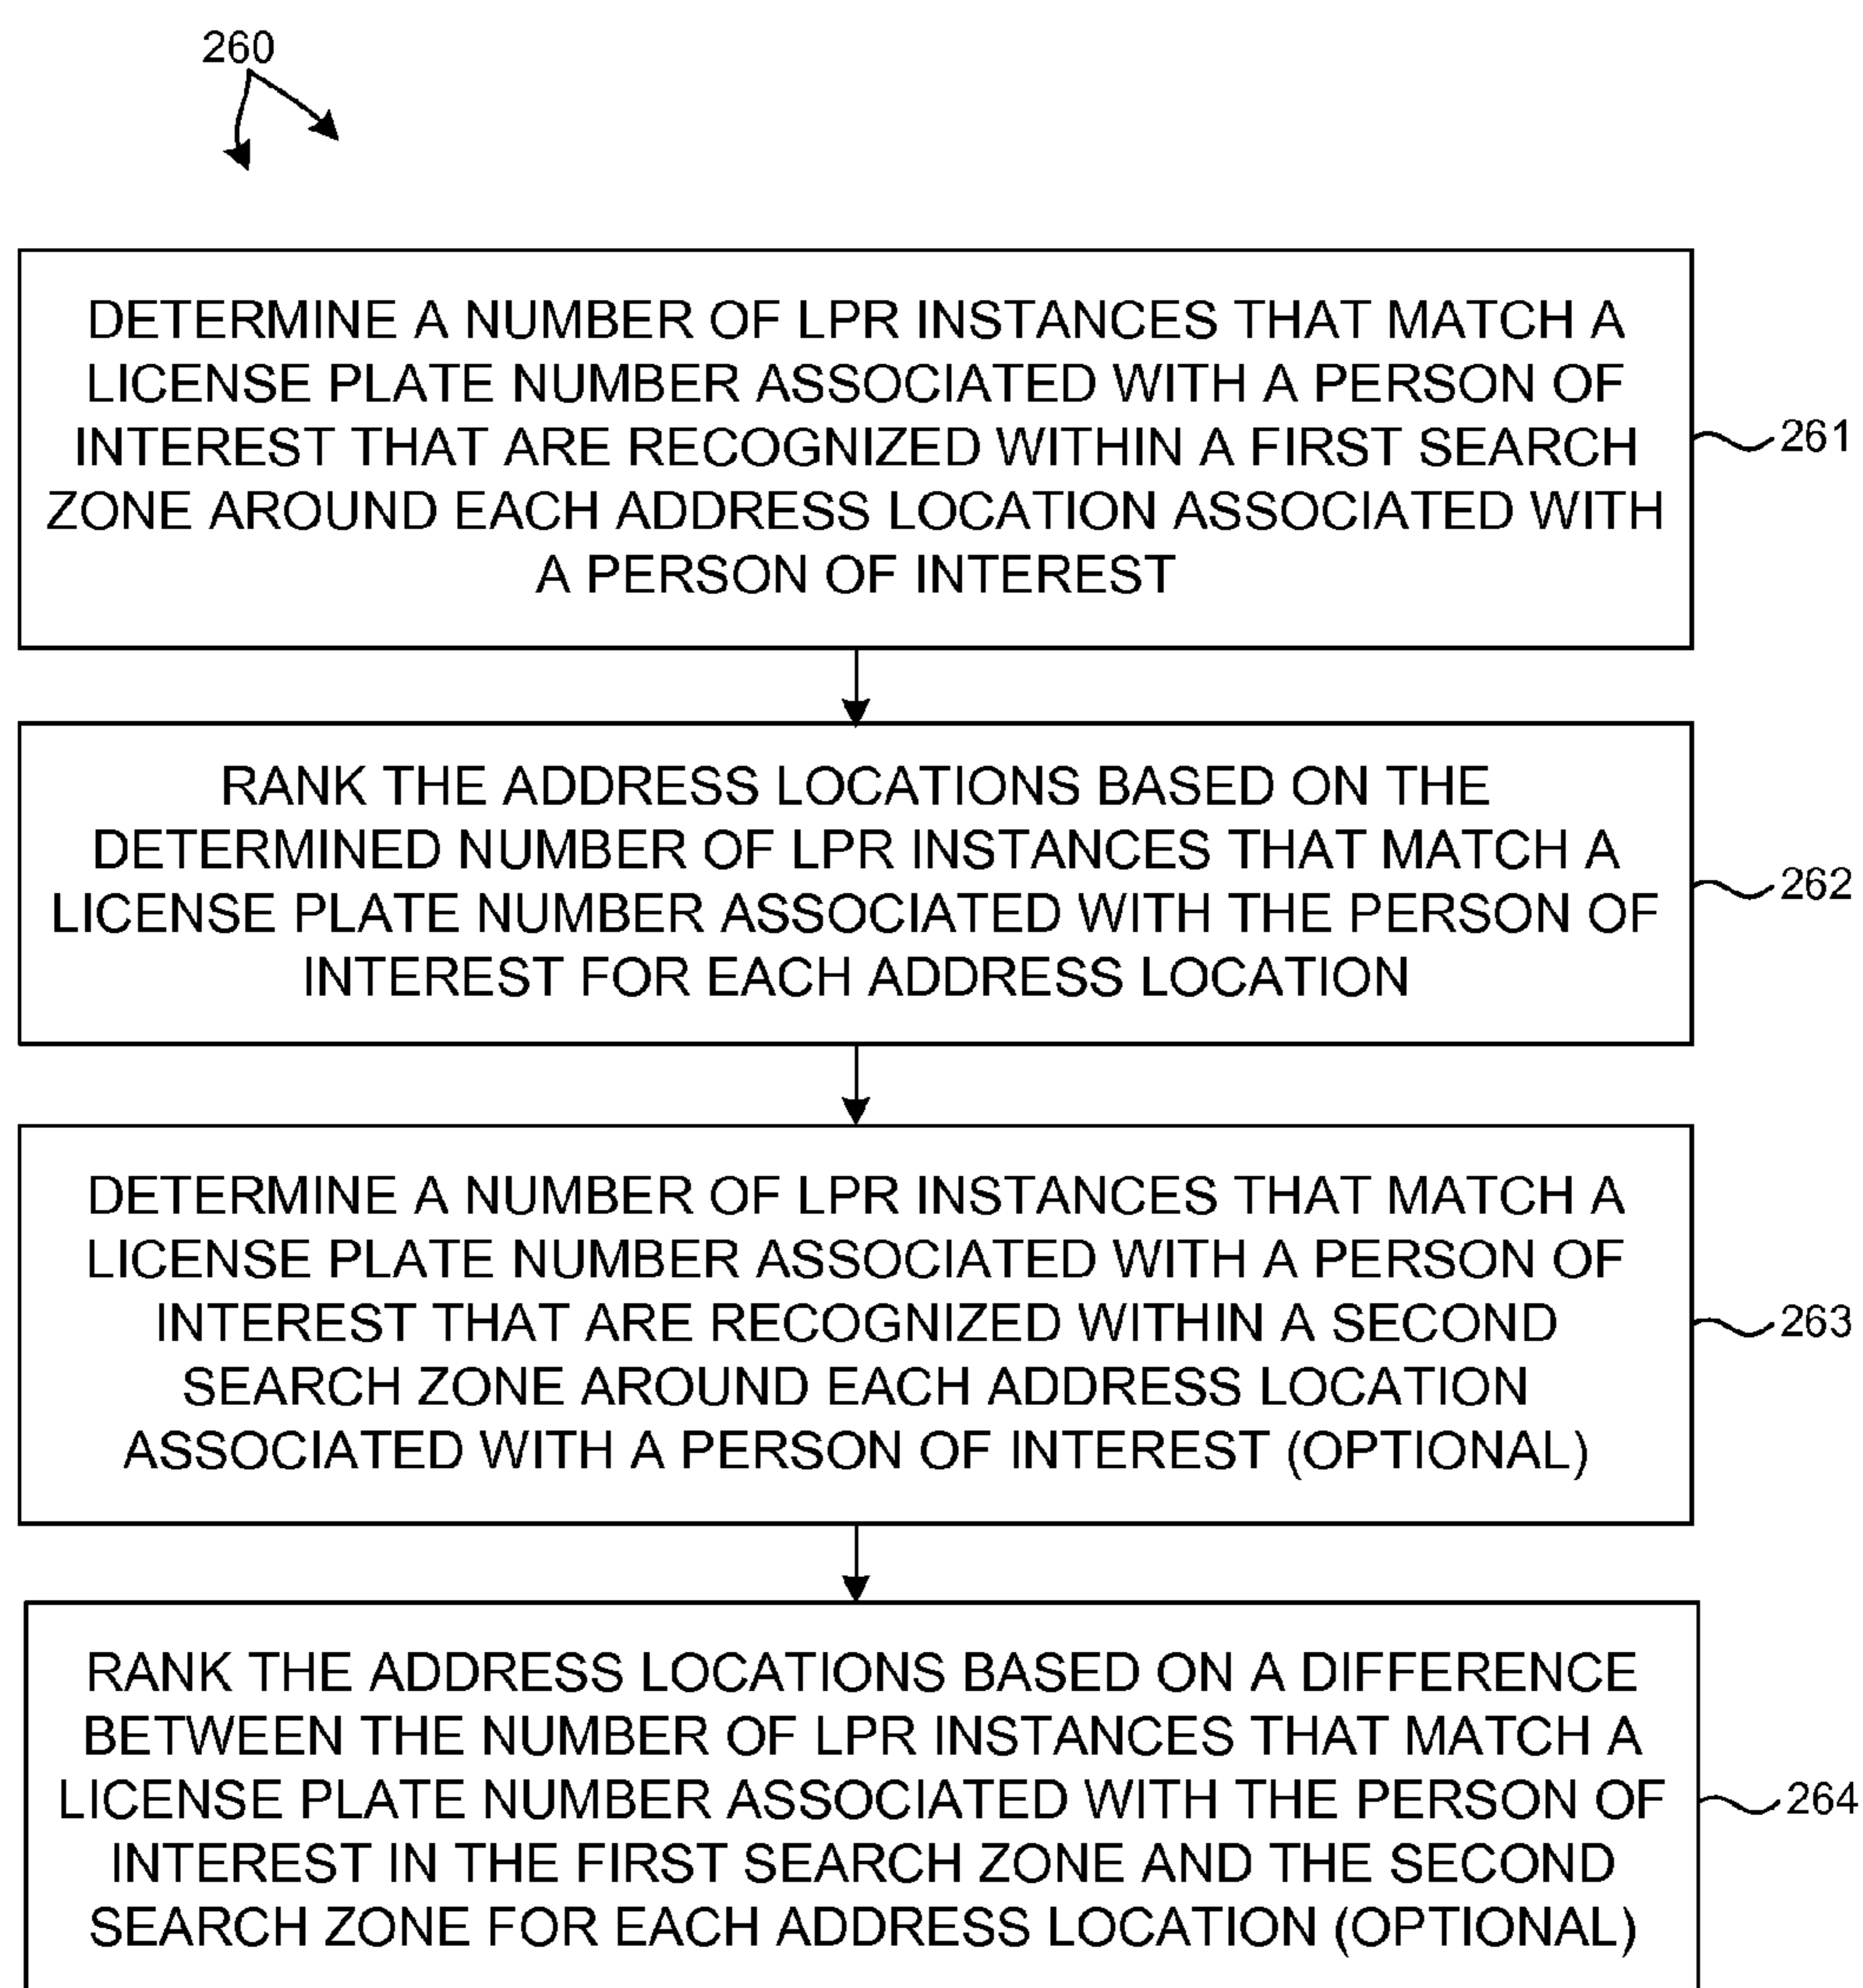 260
DETERMINE A NUMBER OF LPR INSTANCES THAT MATCH A
LICENSE PLATE NUMBER ASSOCIATED WITH A PERSON OF
INTEREST THAT ARE RECOGNIZED WITHIN A FIRST SEARCH
ZONE AROUND EACH ADDRESS LOCATION ASSOCIATED WITH
A PERSON OF INTEREST
261
RANK THE ADDRESS LOCATIONS BASED ON THE
DETERMINED NUMBER OF LPR INSTANCES THAT MATCH A
LICENSE PLATE NUMBER ASSOCIATED WITH THE PERSON OF
INTEREST FOR EACH ADDRESS LOCATION
262
DETERMINE A NUMBER OF LPR INSTANCES THAT MATCH A
LICENSE PLATE NUMBER ASSOCIATED WITH A PERSON OF
INTEREST THAT ARE RECOGNIZED WITHIN A SECOND
SEARCH ZONE AROUND EACH ADDRESS LOCATION
ASSOCIATED WITH A PERSON OF INTEREST (OPTIONAL)
263
RANK THE ADDRESS LOCATIONS BASED ON A DIFFERENCE
BETWEEN THE NUMBER OF LPR INSTANCES THAT MATCH A
LICENSE PLATE NUMBER ASSOCIATED WITH THE PERSON OF
INTEREST IN THE FIRST SEARCH ZONE AND THE SECOND
SEARCH ZONE FOR EACH ADDRESS LOCATION (OPTIONAL)
264